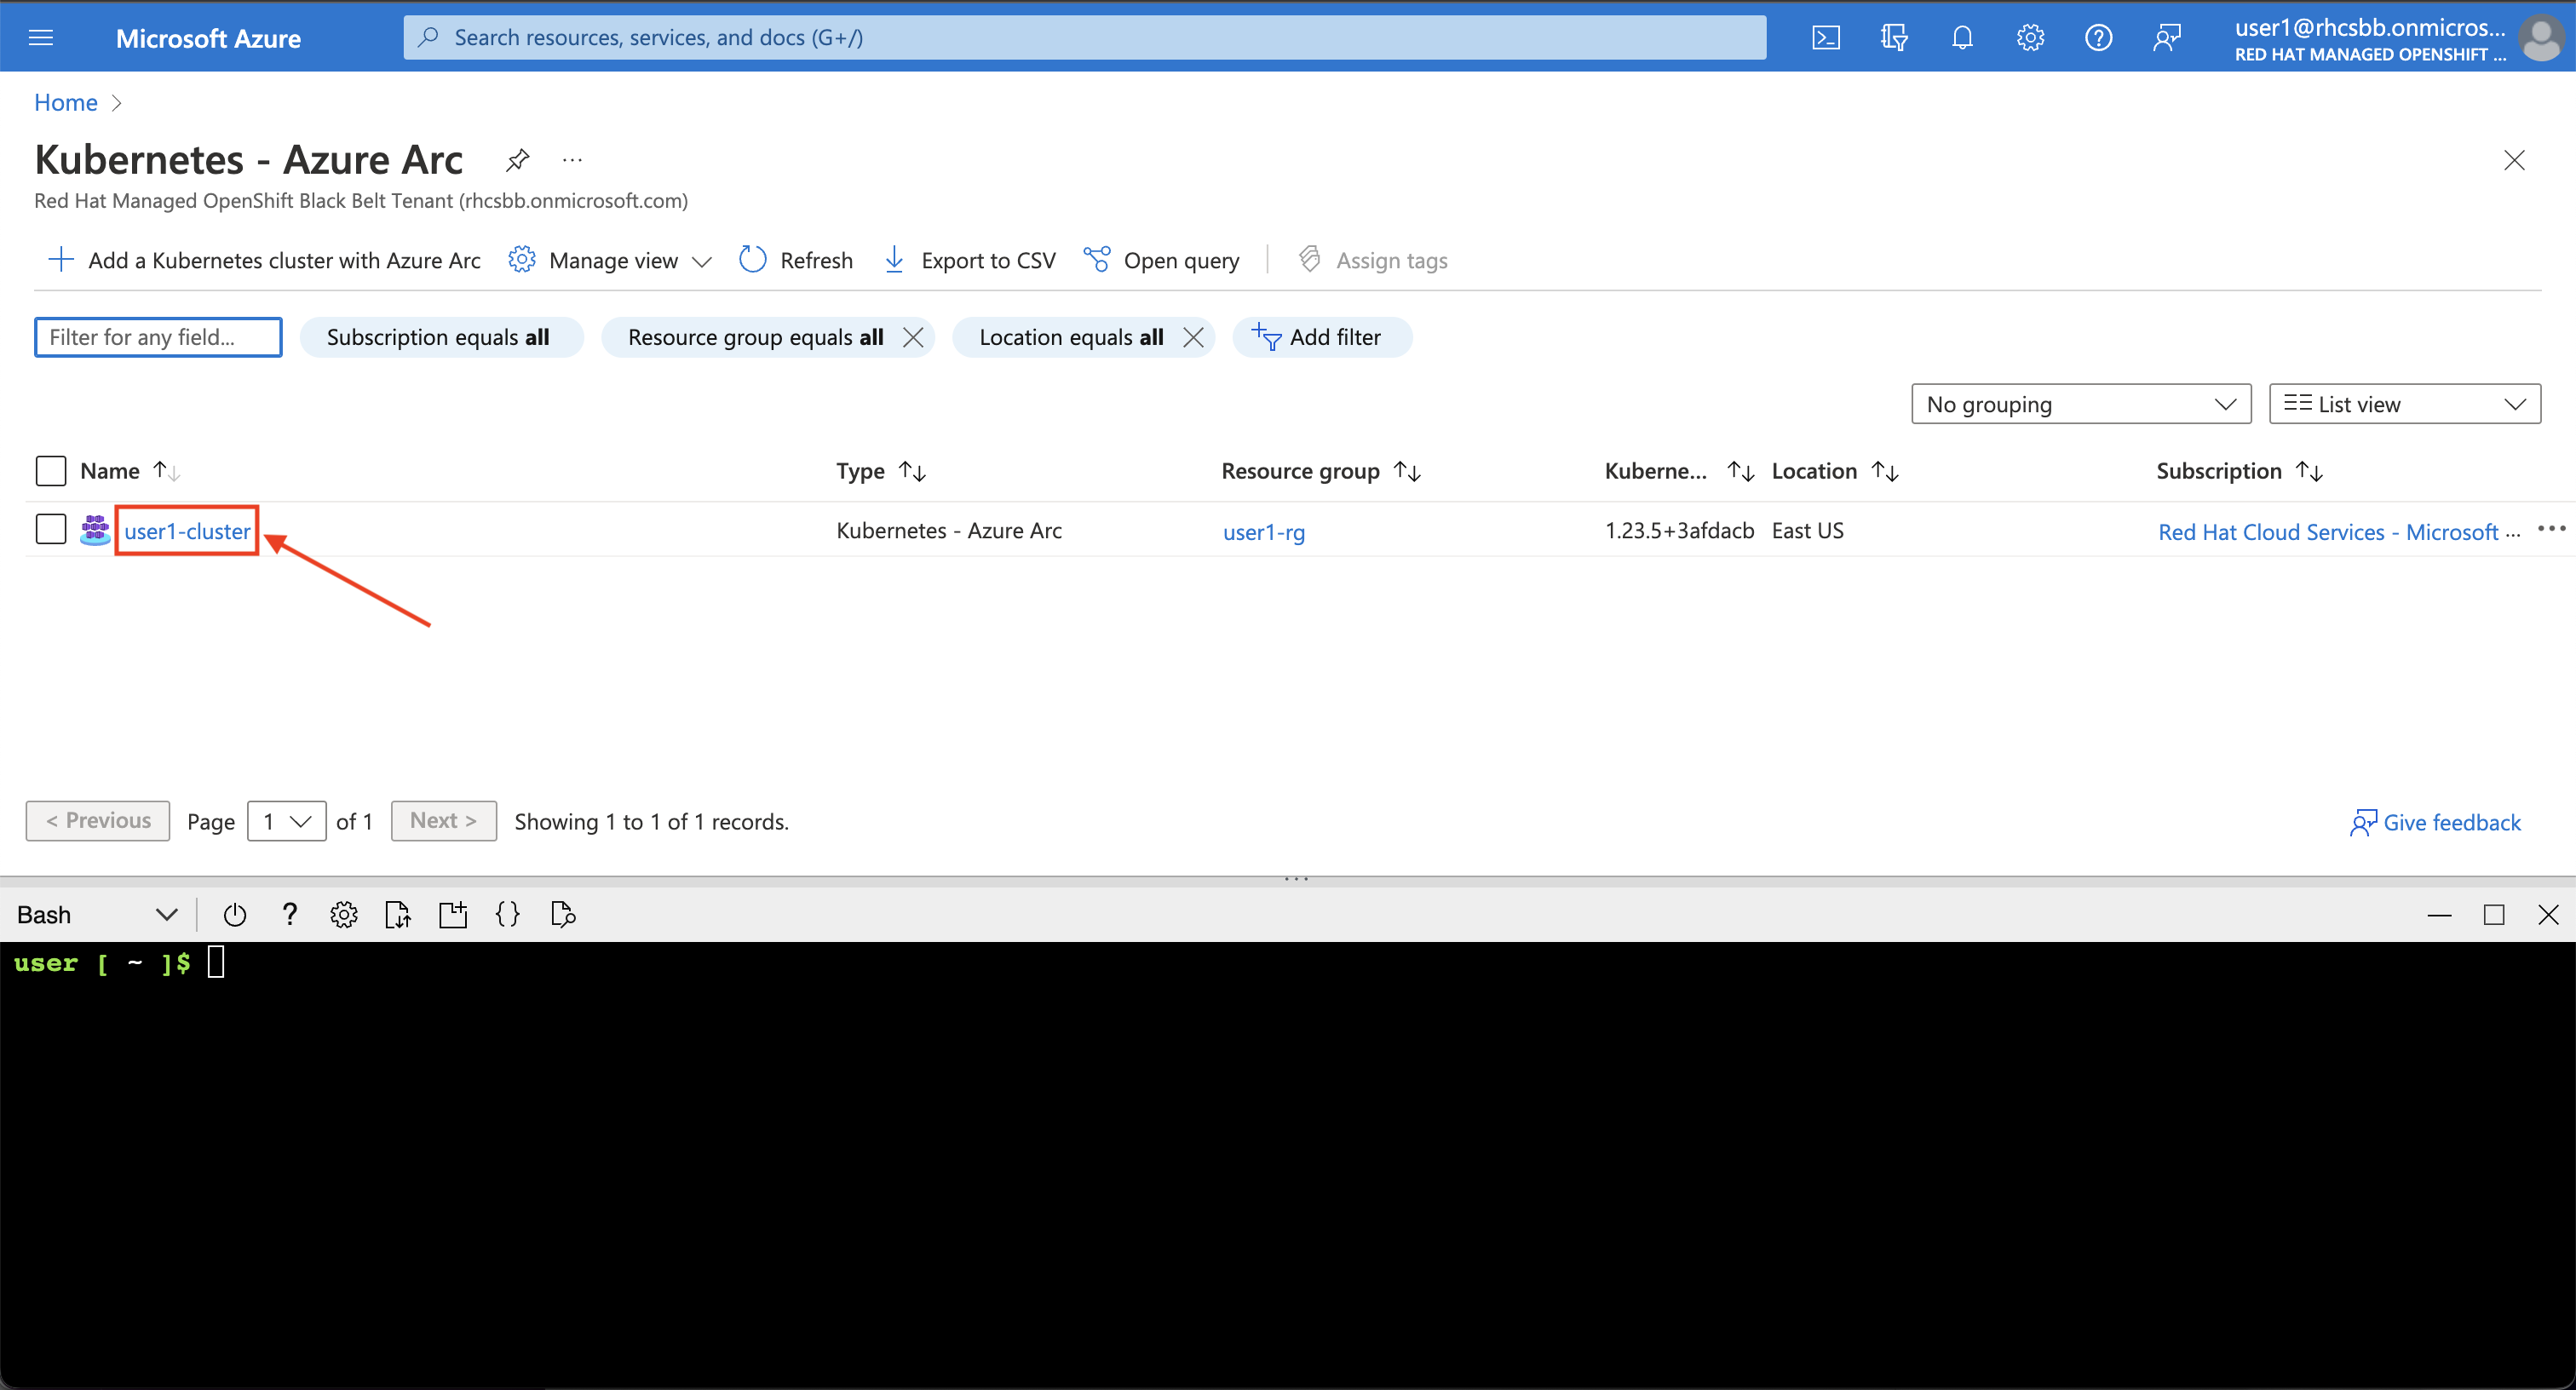 Microsoft Azure
Search resources, services, and docs (G+/)
user1@rhcsbb.onmicros...
RED HAT MANAGED OPENSHIFT ...
Home >
Kubernetes - Azure Arc ...
Red Hat Managed OpenShift Black Belt Tenant (rhcsbb.onmicrosoft.com)
Add a Kubernetes cluster with Azure Arc Manage view Refresh Export to CSV Open query Assign tags
Filter for any field... Subscription equals all Resource group equals all Location equals all Add filter
No grouping List view
Name Type Resource group Kuberne... Location Subscription
user1-cluster Kubernetes - Azure Arc user1-rg 1.23.5+3afdacb East US Red Hat Cloud Services - Microsoft ... ...
< Previous Page 1 of 1 Next > Showing 1 to 1 of 1 records. Give feedback
Bash ? {}
user [ ~ ]$